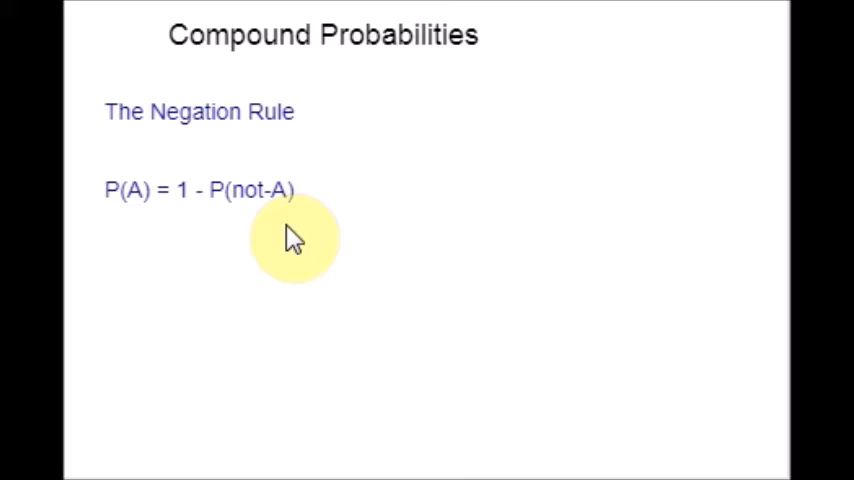 Compound Probabilities
The Negation Rule
P(A) = 1 - P(not-A)